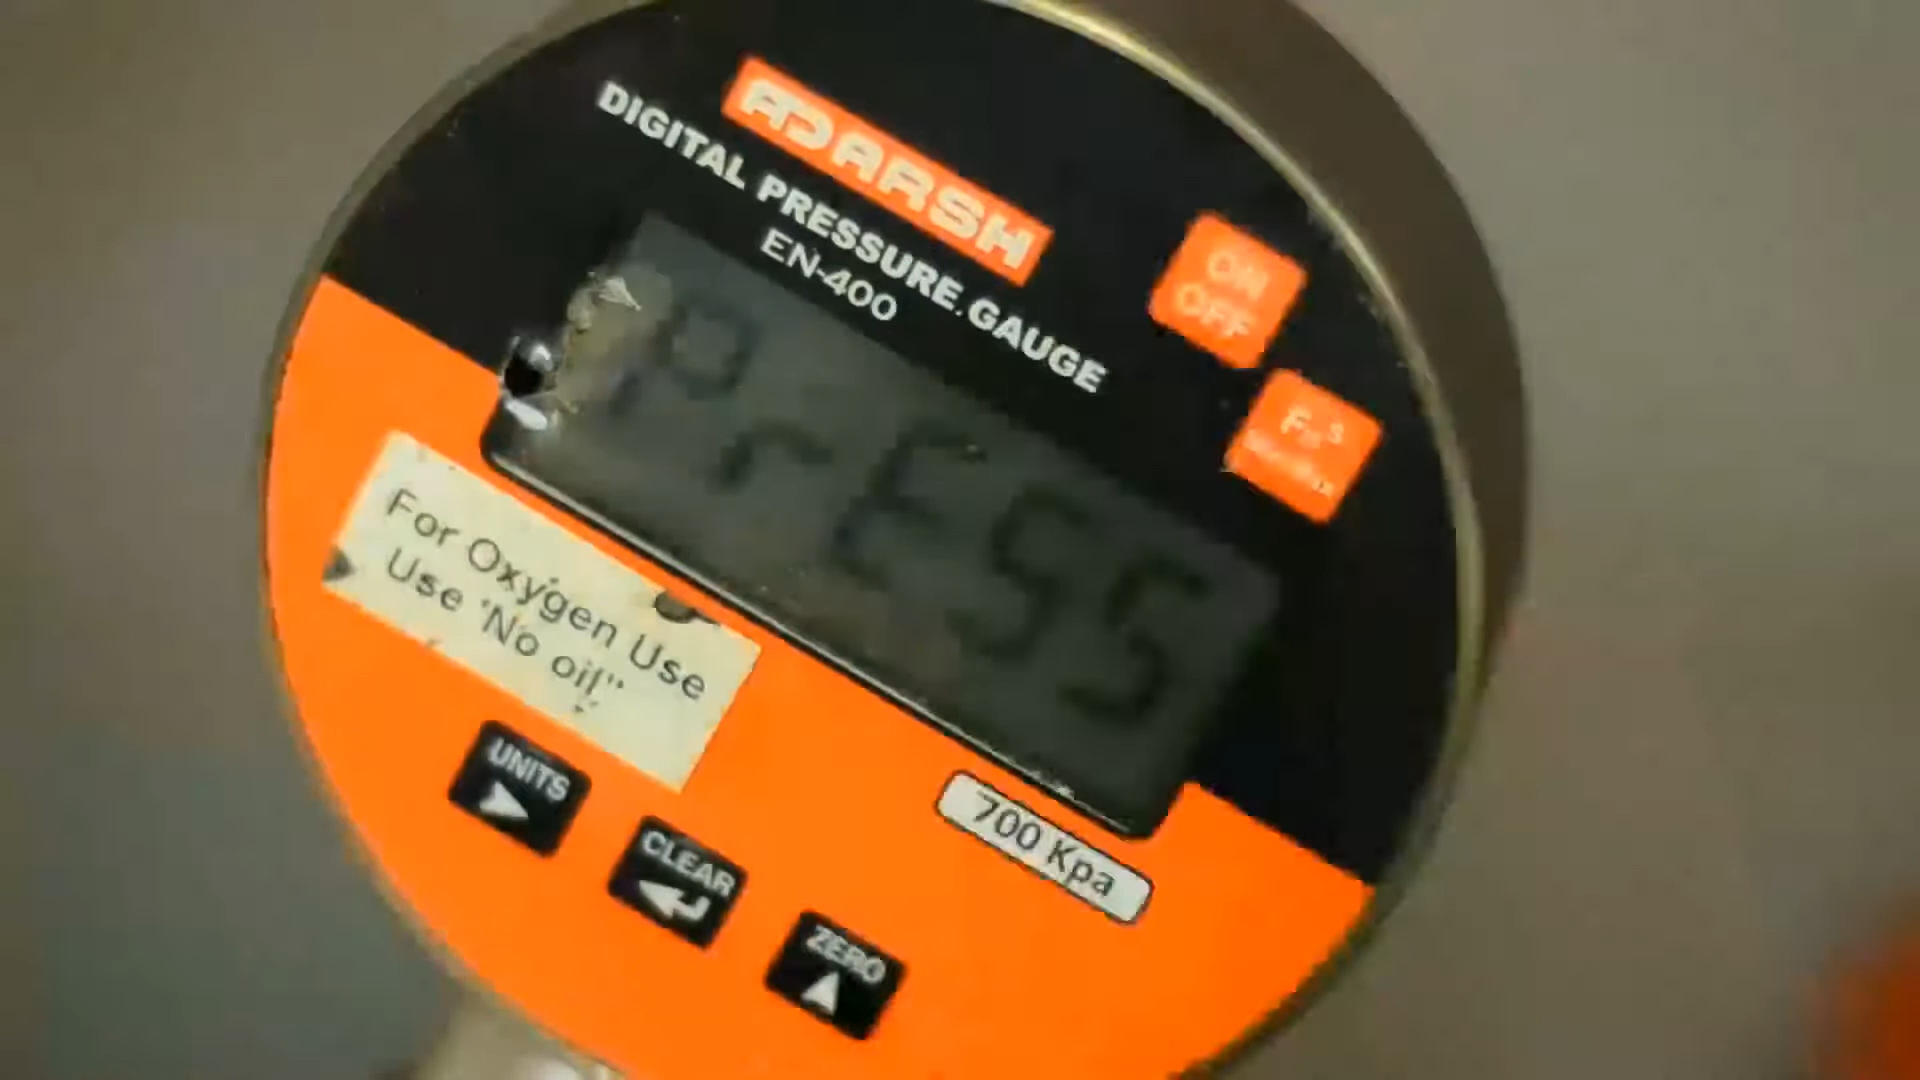 ADARSH
DIGITAL PRESSURE GAUGE
EN-400
ON
OFF
PrESS
For Oxygen Use
Use 'No oil"
700 Kpa
UNITS
CLEAR
ZERO